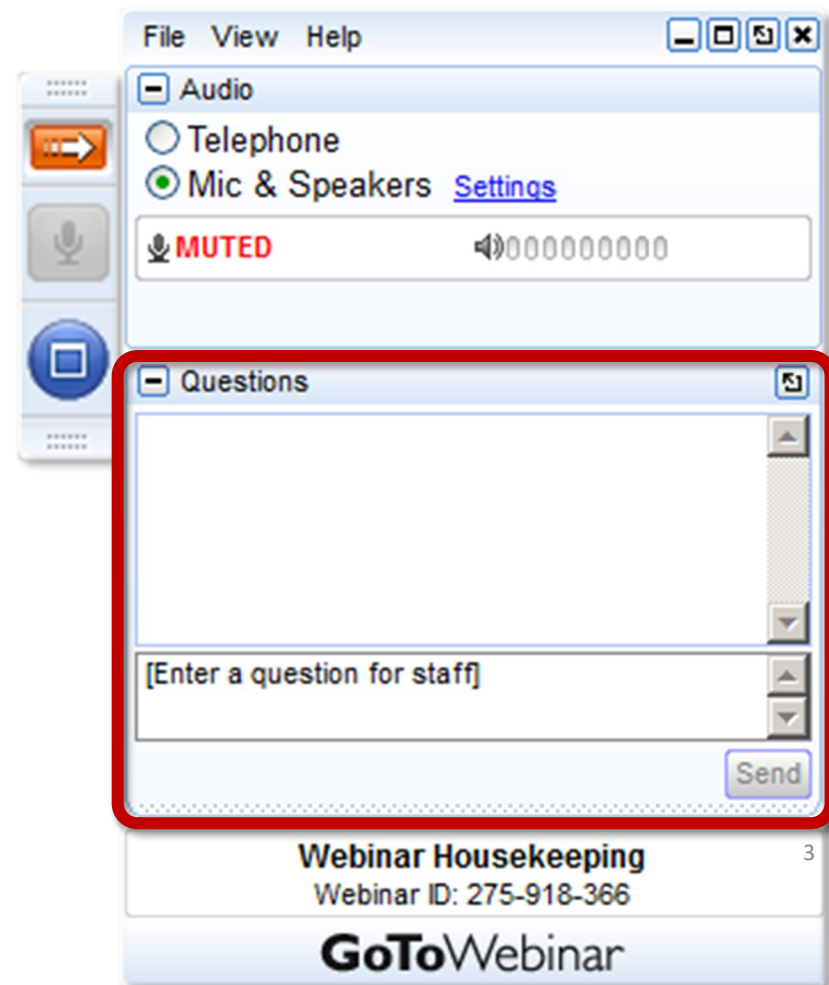 File View Help
Audio
Telephone
Mic & Speakers Settings
MUTED
Questions
[Enter a question for staff]
Send
Webinar Housekeeping
3
Webinar ID: 275-918-366
GoToWebinar